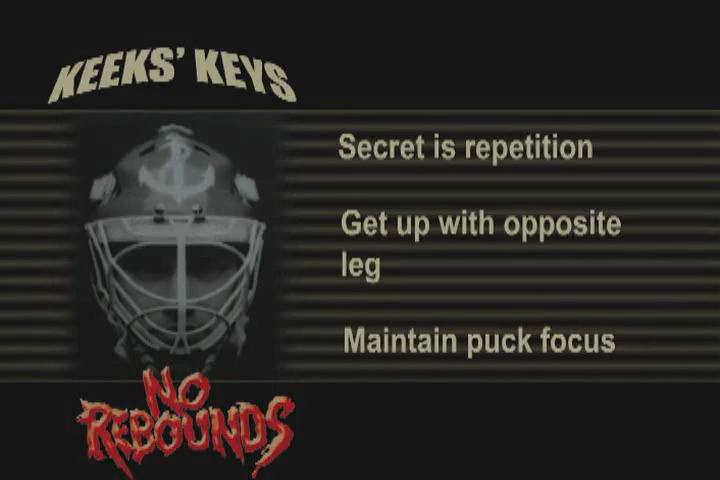 KEEKS' KEYS
Secret is repetition
Get up with opposite
leg
Maintain puck focus
NO
REBOUNDS